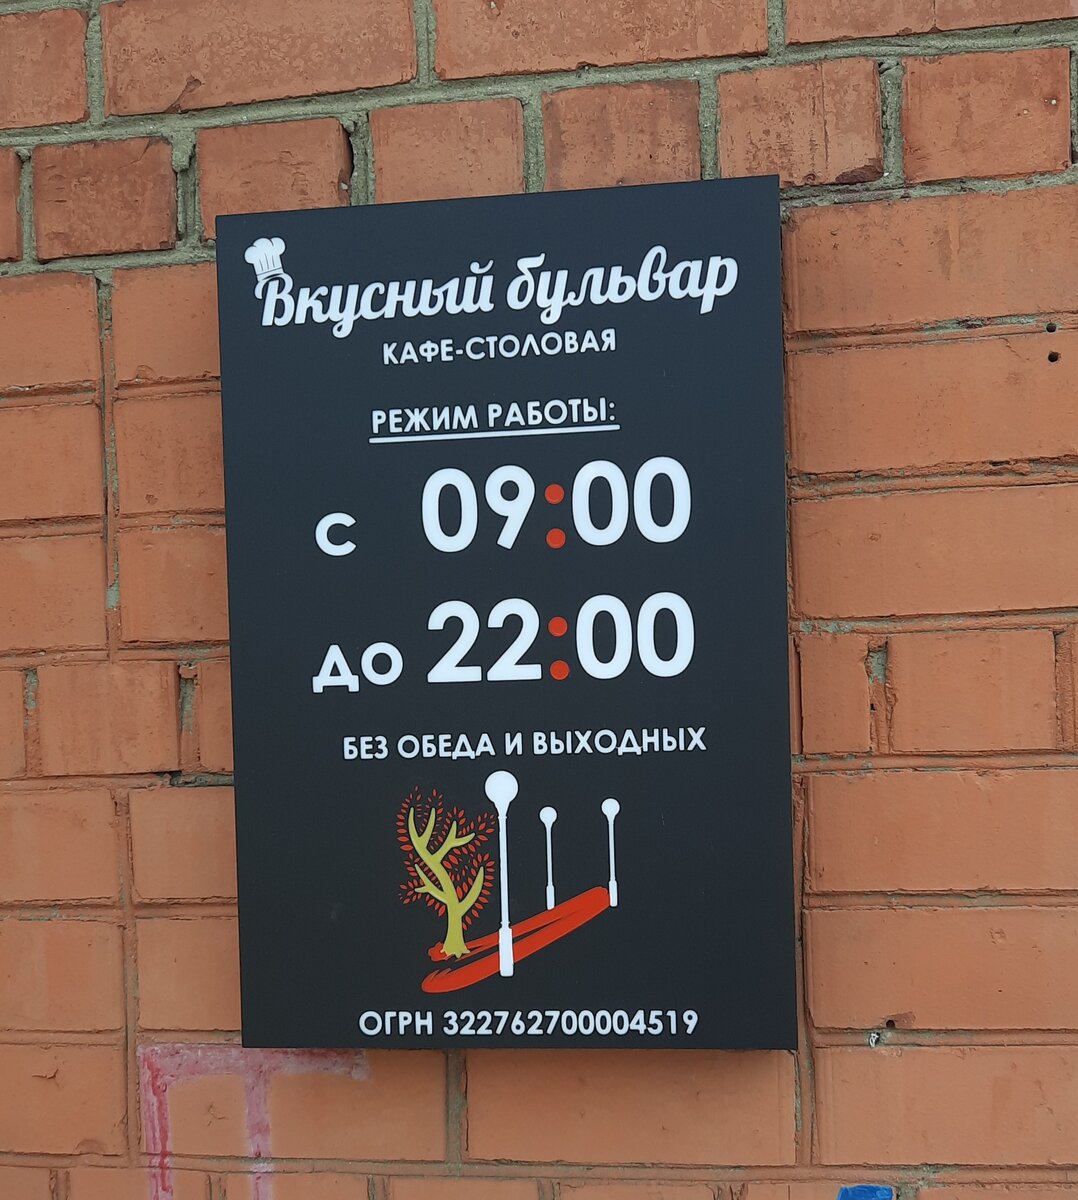 Вкусный бульвар
КАФЕ-СТОЛОВАЯ
РЕЖИМ РАБОТЫ:
с 09:00
до 22:00
БЕЗ ОБЕДА И ВЫХОДНЫХ
ОГРН 322762700004519